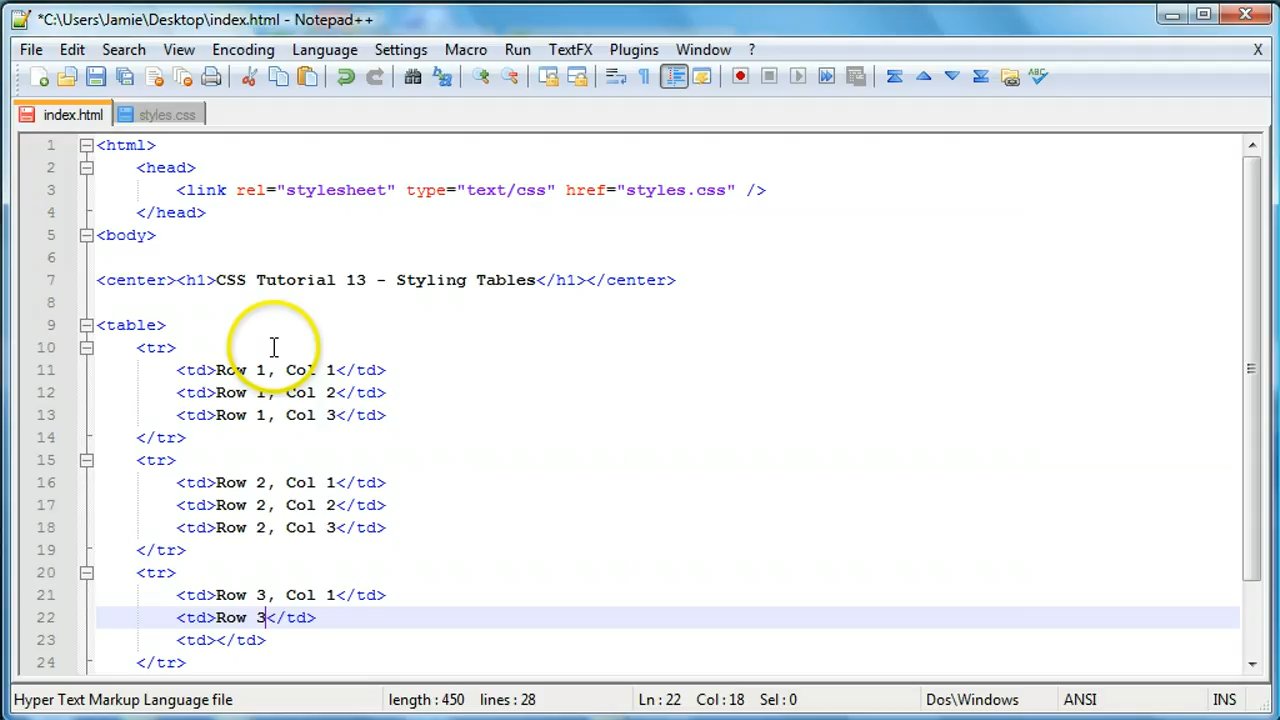 *C:\Users\Jamie\Desktop\index.html - Notepad++
File Edit Search View Encoding Language Settings Macro Run TextFX Plugins Window ? X
index.html styles.css
1 <html>
2 <head>
3 <link rel="stylesheet" type="text/css" href="styles.css" />
4 </head>
5 <body>
6
7 <center><h1>CSS Tutorial 13 - Styling Tables</h1></center>
8
9 <table>
10 <tr>
11 <td>Row 1, Col 1</td>
12 <td>Row 1, Col 2</td>
13 <td>Row 1, Col 3</td>
14 </tr>
15 <tr>
16 <td>Row 2, Col 1</td>
17 <td>Row 2, Col 2</td>
18 <td>Row 2, Col 3</td>
19 </tr>
20 <tr>
21 <td>Row 3, Col 1</td>
22 <td>Row 3</td>
23 <td></td>
24 </tr>
Hyper Text Markup Language file length : 450 lines : 28 Ln : 22 Col : 18 Sel : 0 Dos\Windows ANSI INS